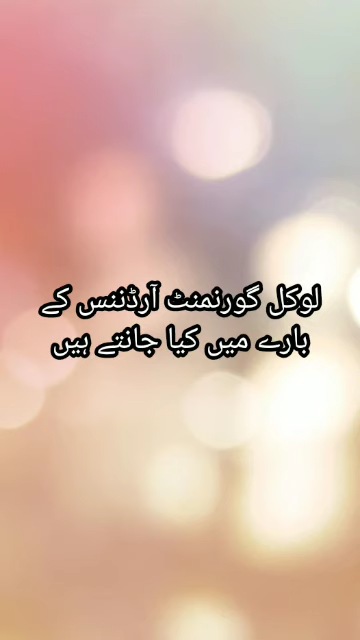 لوکل گورنمنٹ آرڈننس کے
بارے میں کیا جانتے ہیں